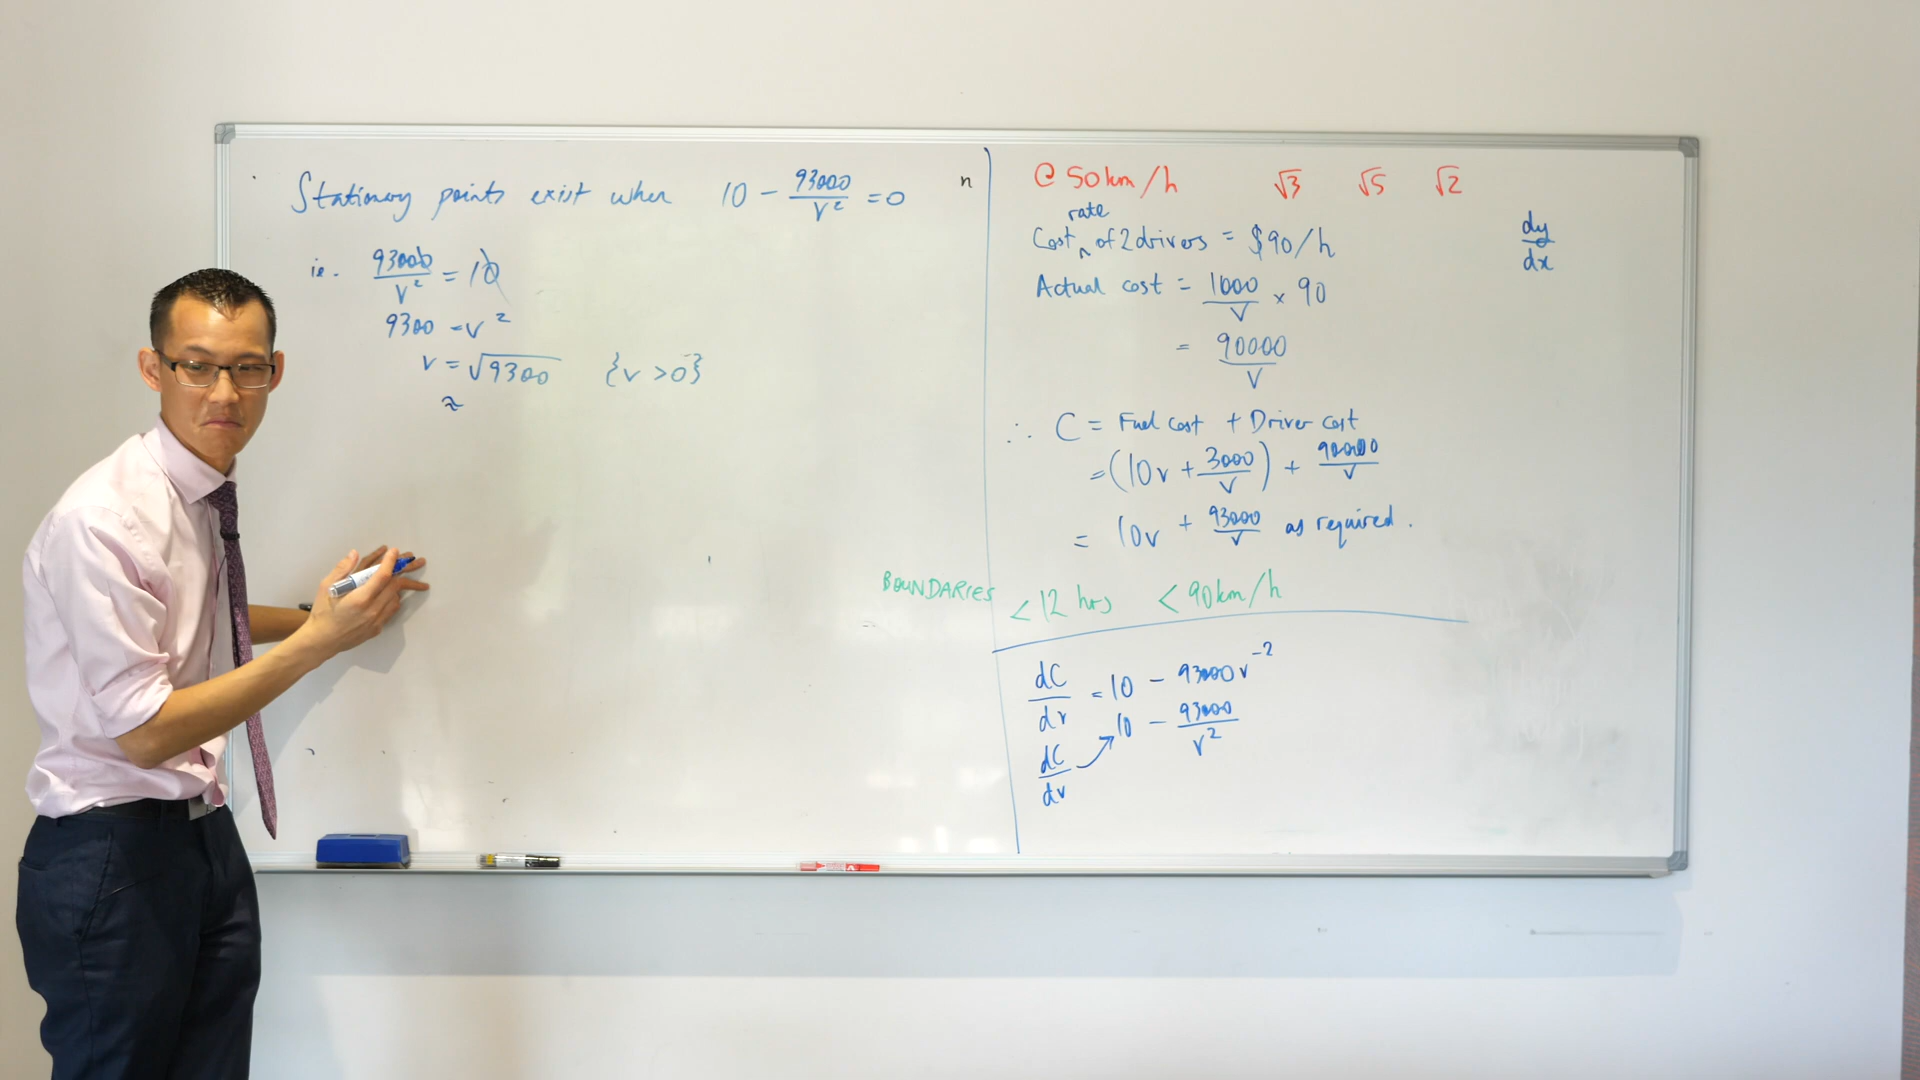 Stationary points exist when 10 - 93000/v² = 0
ie. 93000/v² = 10
9300 = v²
v = √9300 {v > 0}
≈
n
@ 50km/h √3 √5 √2
rate
Cost ^ of 2 drivers = $90/h
dy/dx
Actual cost = 1000/v × 90
= 90000/v
∴ C = Fuel cost + Driver cost
= (10v + 3000/v) + 90000/v
= 10v + 93000/v as required.
BOUNDARIES < 12 hrs < 90km/h
dC/dv = 10 - 93000v⁻²
10 - 93000/v²
dC/dv